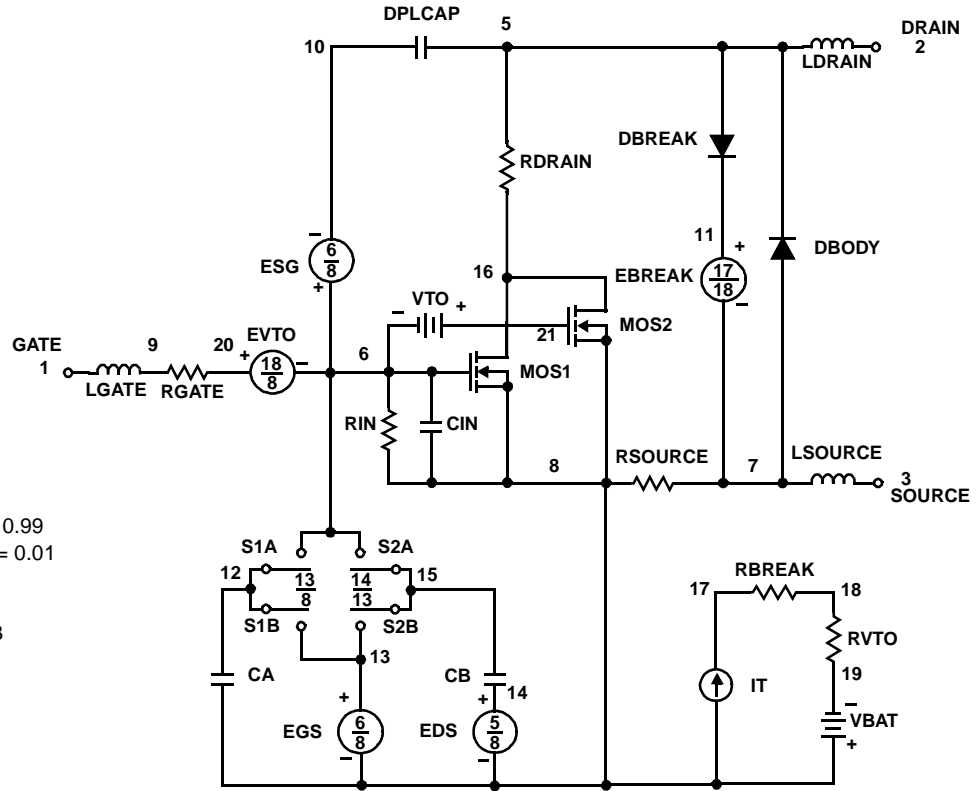 DPLCAP
5
DRAIN
2
10
LDRAIN
DBREAK
RDRAIN
11
+
DBODY
−
6
8
ESG
+
16
EBREAK
17
18
−
VTO
−
+
21
MOS2
GATE
1
9
20
EVTO
+
18
8
−
6
MOS1
LGATE
RGATE
RIN
CIN
8
RSOURCE
7
LSOURCE
3
SOURCE
0.99
= 0.01
S1A
S2A
12
13
8
14
13
15
S1B
S2B
13
RBREAK
17
18
RVTO
19
CA
CB
14
IT
−
VBAT
+
+
EGS
6
8
−
+
EDS
5
8
−